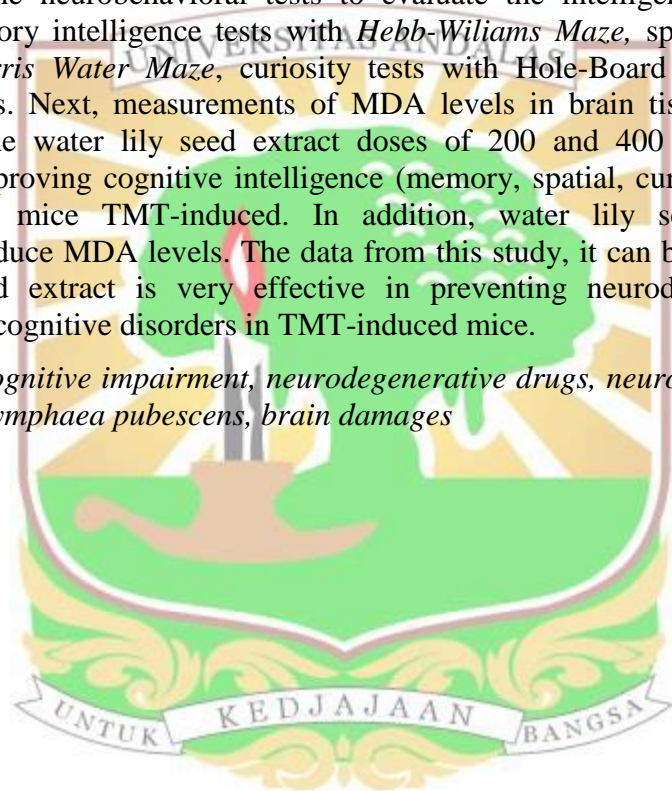 ne neurobehavioral tests to evaluate the intelligen
ory intelligence tests with Hebb-Wiliams Maze, sp
rris Water Maze, curiosity tests with Hole-Board
s. Next, measurements of MDA levels in brain tis
e water lily seed extract doses of 200 and 400
proving cognitive intelligence (memory, spatial, cur
mice TMT-induced. In addition, water lily s
duce MDA levels. The data from this study, it can b
d extract is very effective in preventing neurod
cognitive disorders in TMT-induced mice.
ognitive impairment, neurodegenerative drugs, neuro
ymphaea pubescens, brain damages
UNIVERSITAS ANDALAS
UNTUK KEDJAJAAN BANGSA